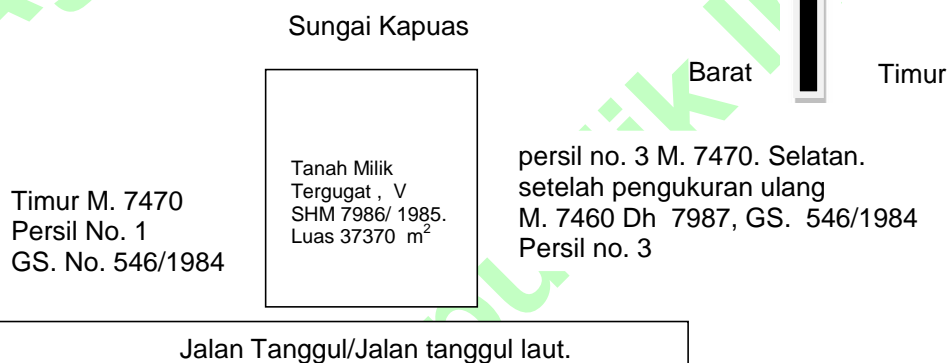 Sungai Kapuas
Barat Timur
Tanah Milik
Tergugat , V
SHM 7986/ 1985.
Luas 37370 m²
Timur M. 7470
Persil No. 1
GS. No. 546/1984
persil no. 3 M. 7470. Selatan.
setelah pengukuran ulang
M. 7460 Dh 7987, GS. 546/1984
Persil no. 3
Jalan Tanggul/Jalan tanggul laut.